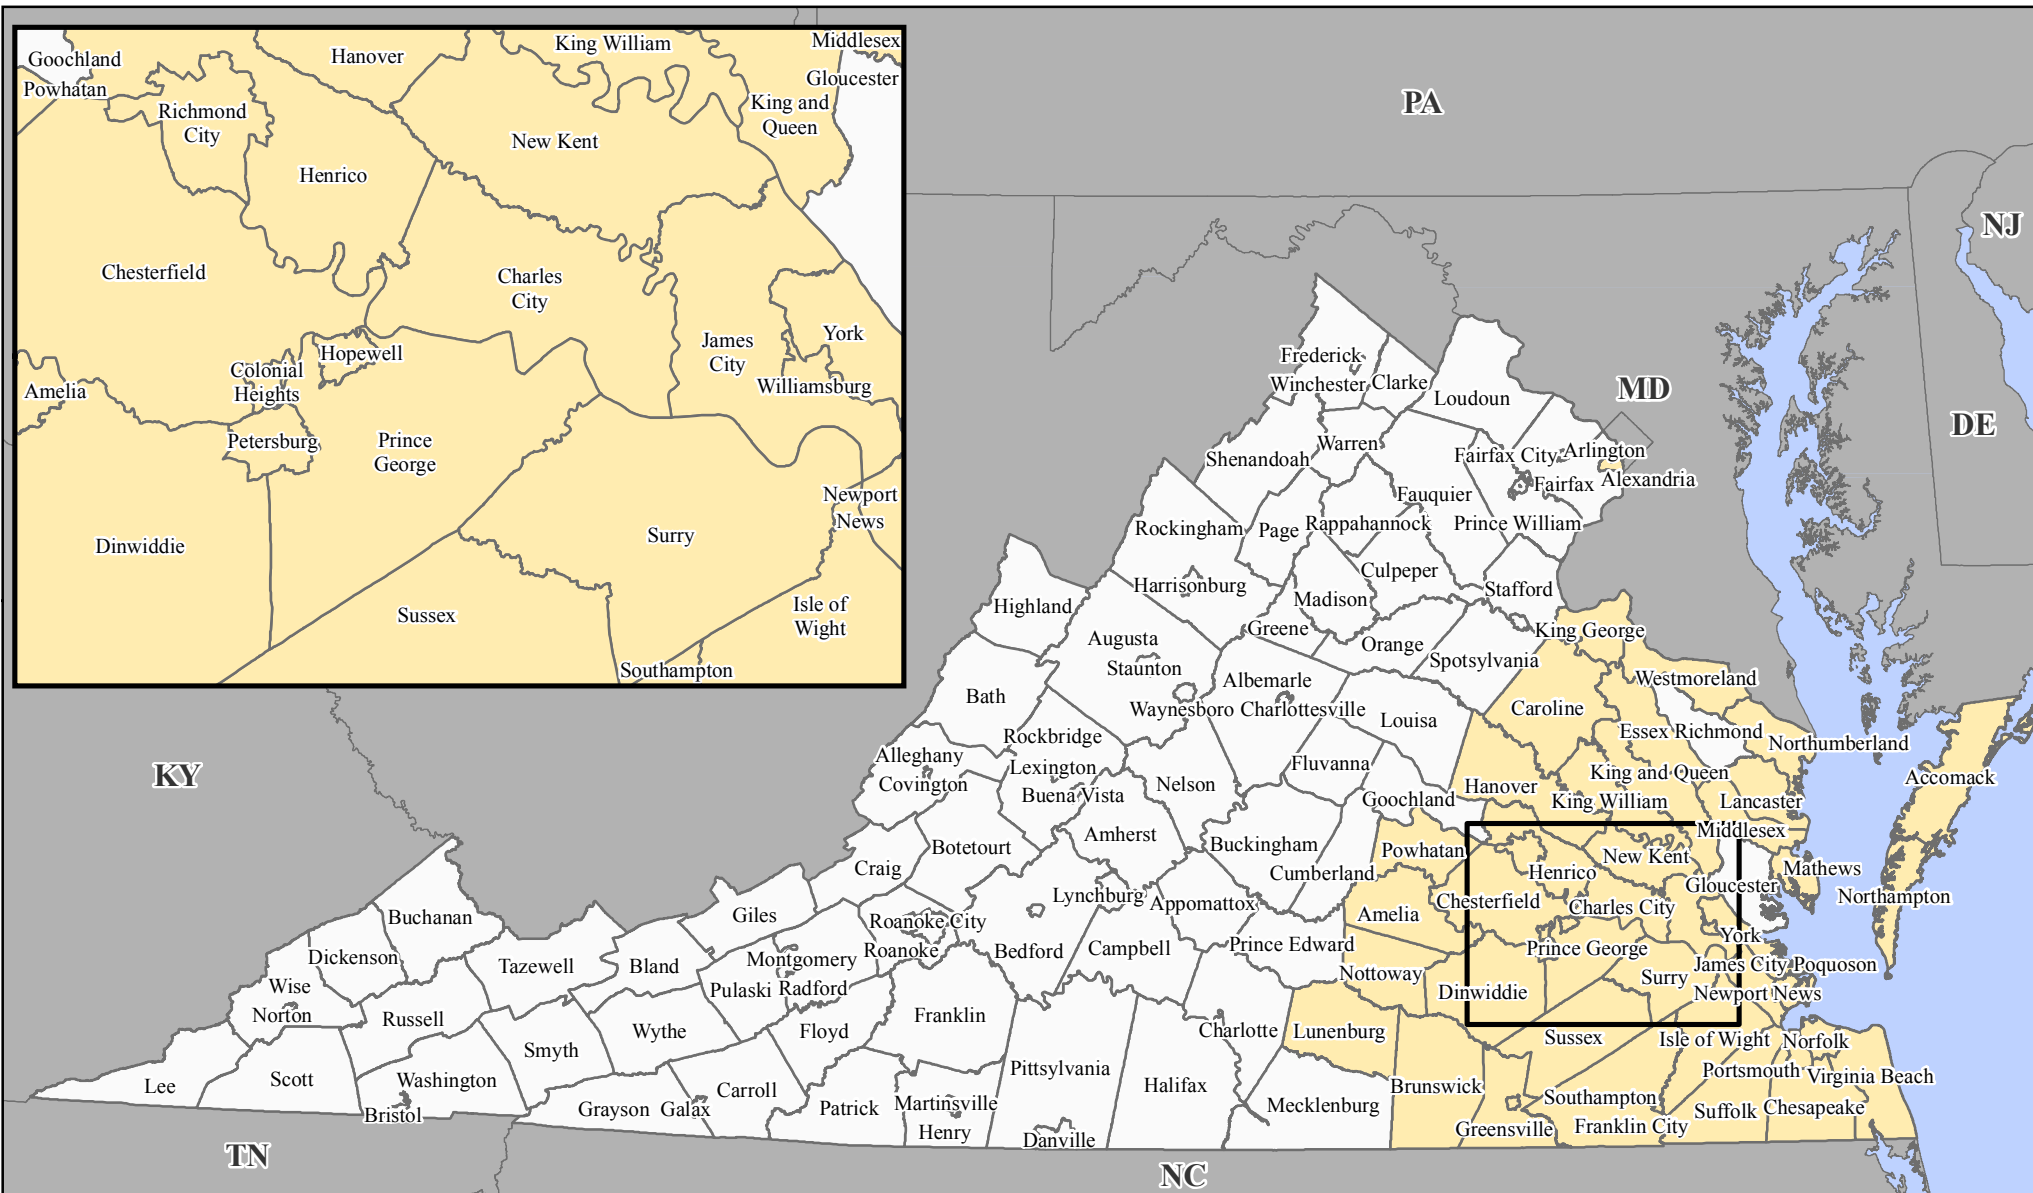 Goochland
Powhatan
Hanover
King William
Middlesex
Gloucester
Richmond
City
King and
Queen
New Kent
Henrico
Chesterfield
Charles
City
James
City
York
Williamsburg
Hopewell
Colonial
Heights
Amelia
Petersburg
Prince
George
Newport
News
Dinwiddie
Surry
Sussex
Isle of
Wight
Southampton
PA
NJ
MD
DE
KY
TN
NC
Frederick
Winchester
Clarke
Loudoun
Warren
Shenandoah
Fairfax City
Arlington
Fairfax
Alexandria
Fauquier
Rockingham
Page
Rappahannock
Prince William
Culpeper
Harrisonburg
Madison
Stafford
Highland
Greene
King George
Augusta
Orange
Staunton
Spotsylvania
Albemarle
Westmoreland
Bath
Waynesboro
Charlottesville
Louisa
Caroline
Essex
Richmond
Rockbridge
Northumberland
Alleghany
Lexington
Fluvanna
King and Queen
Accomack
Covington
Buena Vista
Nelson
Hanover
Goochland
King William
Lancaster
Middlesex
Amherst
Buckingham
Powhatan
New Kent
Botetourt
Craig
Cumberland
Henrico
Mathews
Gloucester
Lynchburg
Appomattox
Chesterfield
Charles City
Northampton
Buchanan
Giles
Roanoke City
Amelia
York
Dickenson
Tazewell
Bland
Montgomery
Roanoke
Bedford
Campbell
Prince Edward
Prince George
James City
Poquoson
Wise
Pulaski
Radford
Nottoway
Surry
Dinwiddie
Newport News
Norton
Russell
Wythe
Floyd
Franklin
Charlotte
Lunenburg
Sussex
Isle of Wight
Norfolk
Smyth
Lee
Scott
Washington
Carroll
Pittsylvania
Halifax
Brunswick
Portsmouth
Virginia Beach
Bristol
Grayson
Galax
Patrick
Martinsville
Henry
Danville
Mecklenburg
Southampton
Greensville
Franklin City
Suffolk
Chesapeake